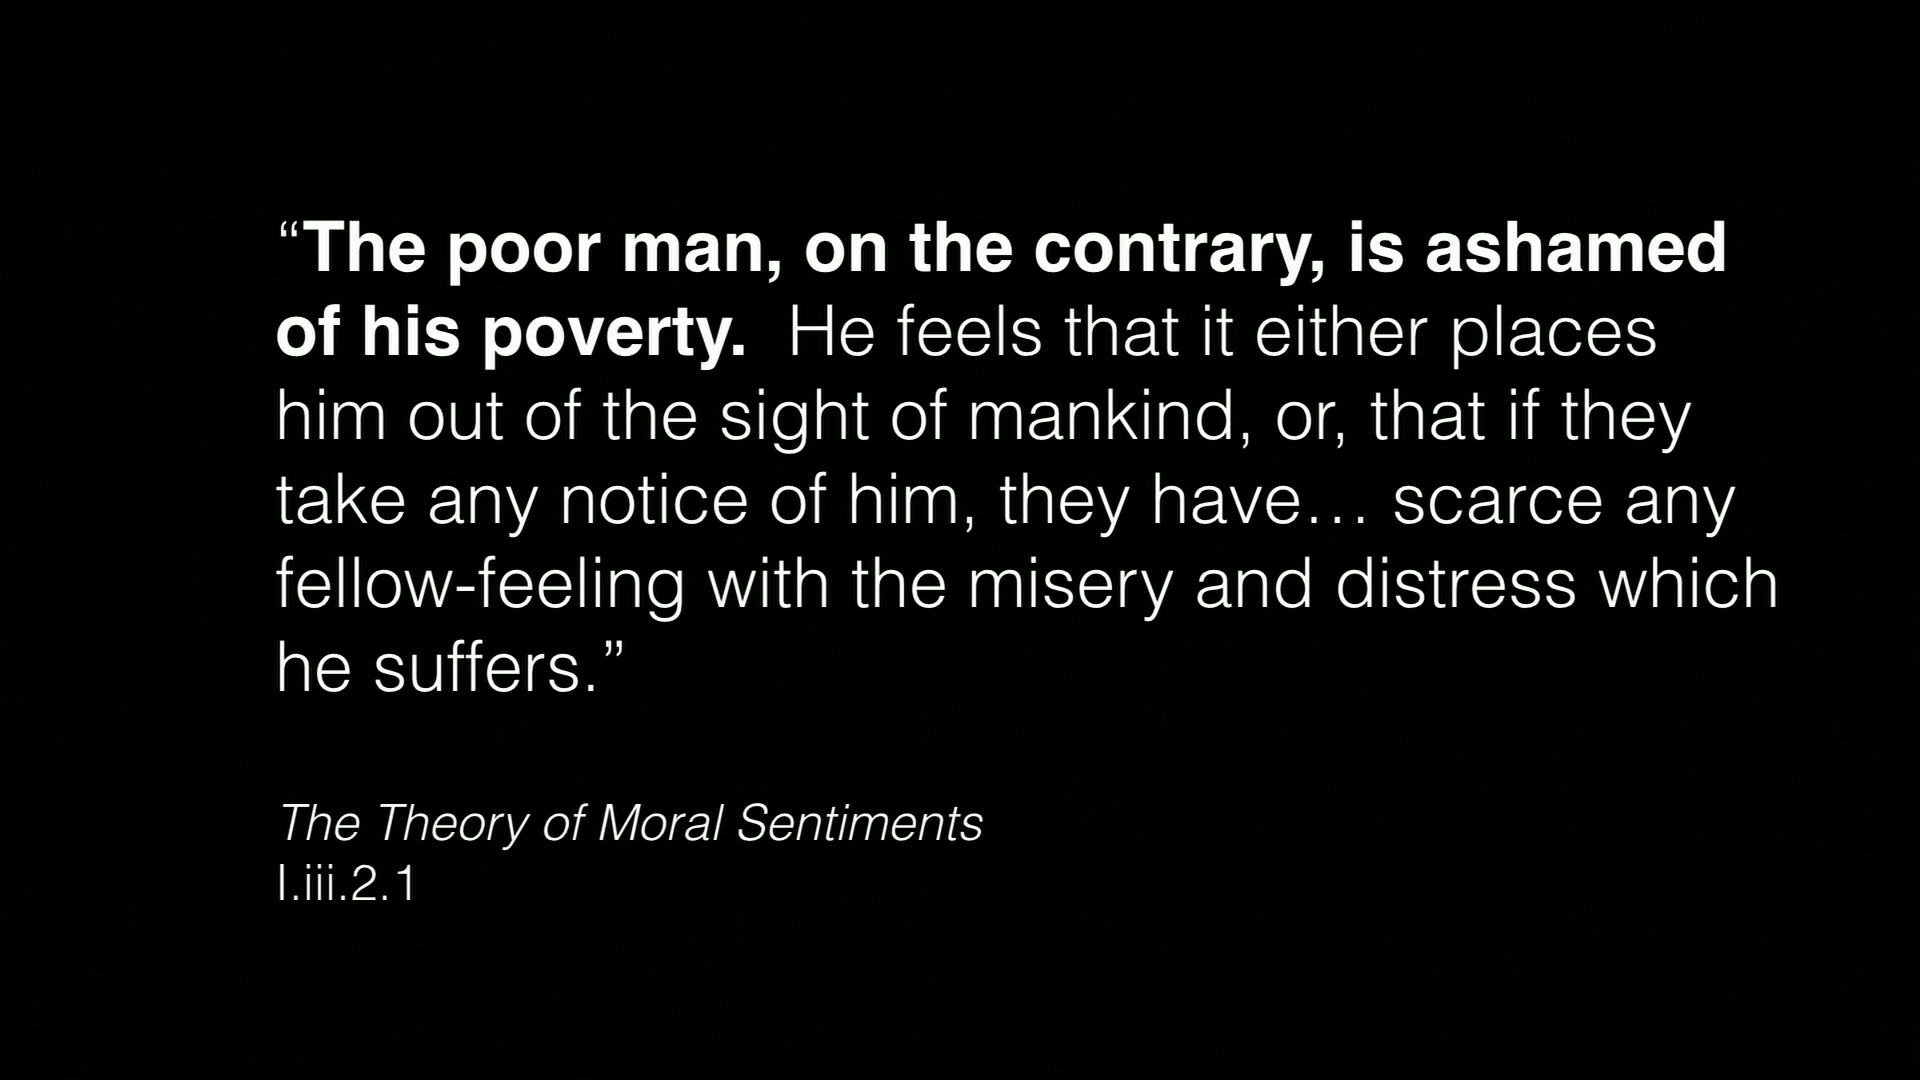 “The poor man, on the contrary, is ashamed
of his poverty.  He feels that it either places
him out of the sight of mankind, or, that if they
take any notice of him, they have… scarce any
fellow-feeling with the misery and distress which
he suffers.”
The Theory of Moral Sentiments
I.iii.2.1